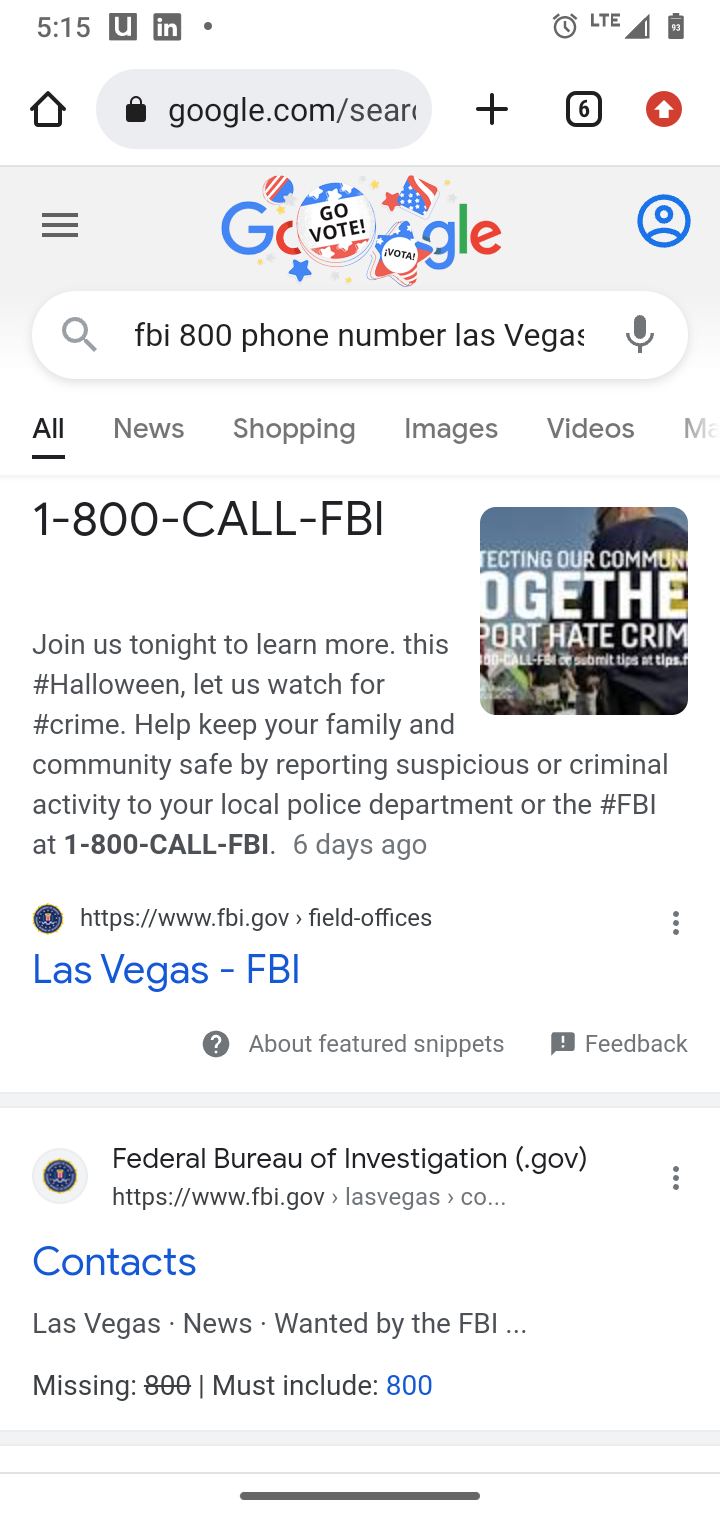 5:15 U in LTE 93
google.com/sear
6
Google
GO VOTE!
¡VOTA!
fbi 800 phone number las Vegas
All News Shopping Images Videos Ma
1-800-CALL-FBI
TECTING OUR COMMUN
OGETHE
PORT HATE CRIM
00-CALL-FBI or submit tips at tips.f
Join us tonight to learn more. this
#Halloween, let us watch for
#crime. Help keep your family and
community safe by reporting suspicious or criminal
activity to your local police department or the #FBI
at 1-800-CALL-FBI. 6 days ago
https://www.fbi.gov › field-offices
Las Vegas - FBI
? About featured snippets Feedback
Federal Bureau of Investigation (.gov)
https://www.fbi.gov › lasvegas › co...
Contacts
Las Vegas · News · Wanted by the FBI ...
Missing: 800 | Must include: 800